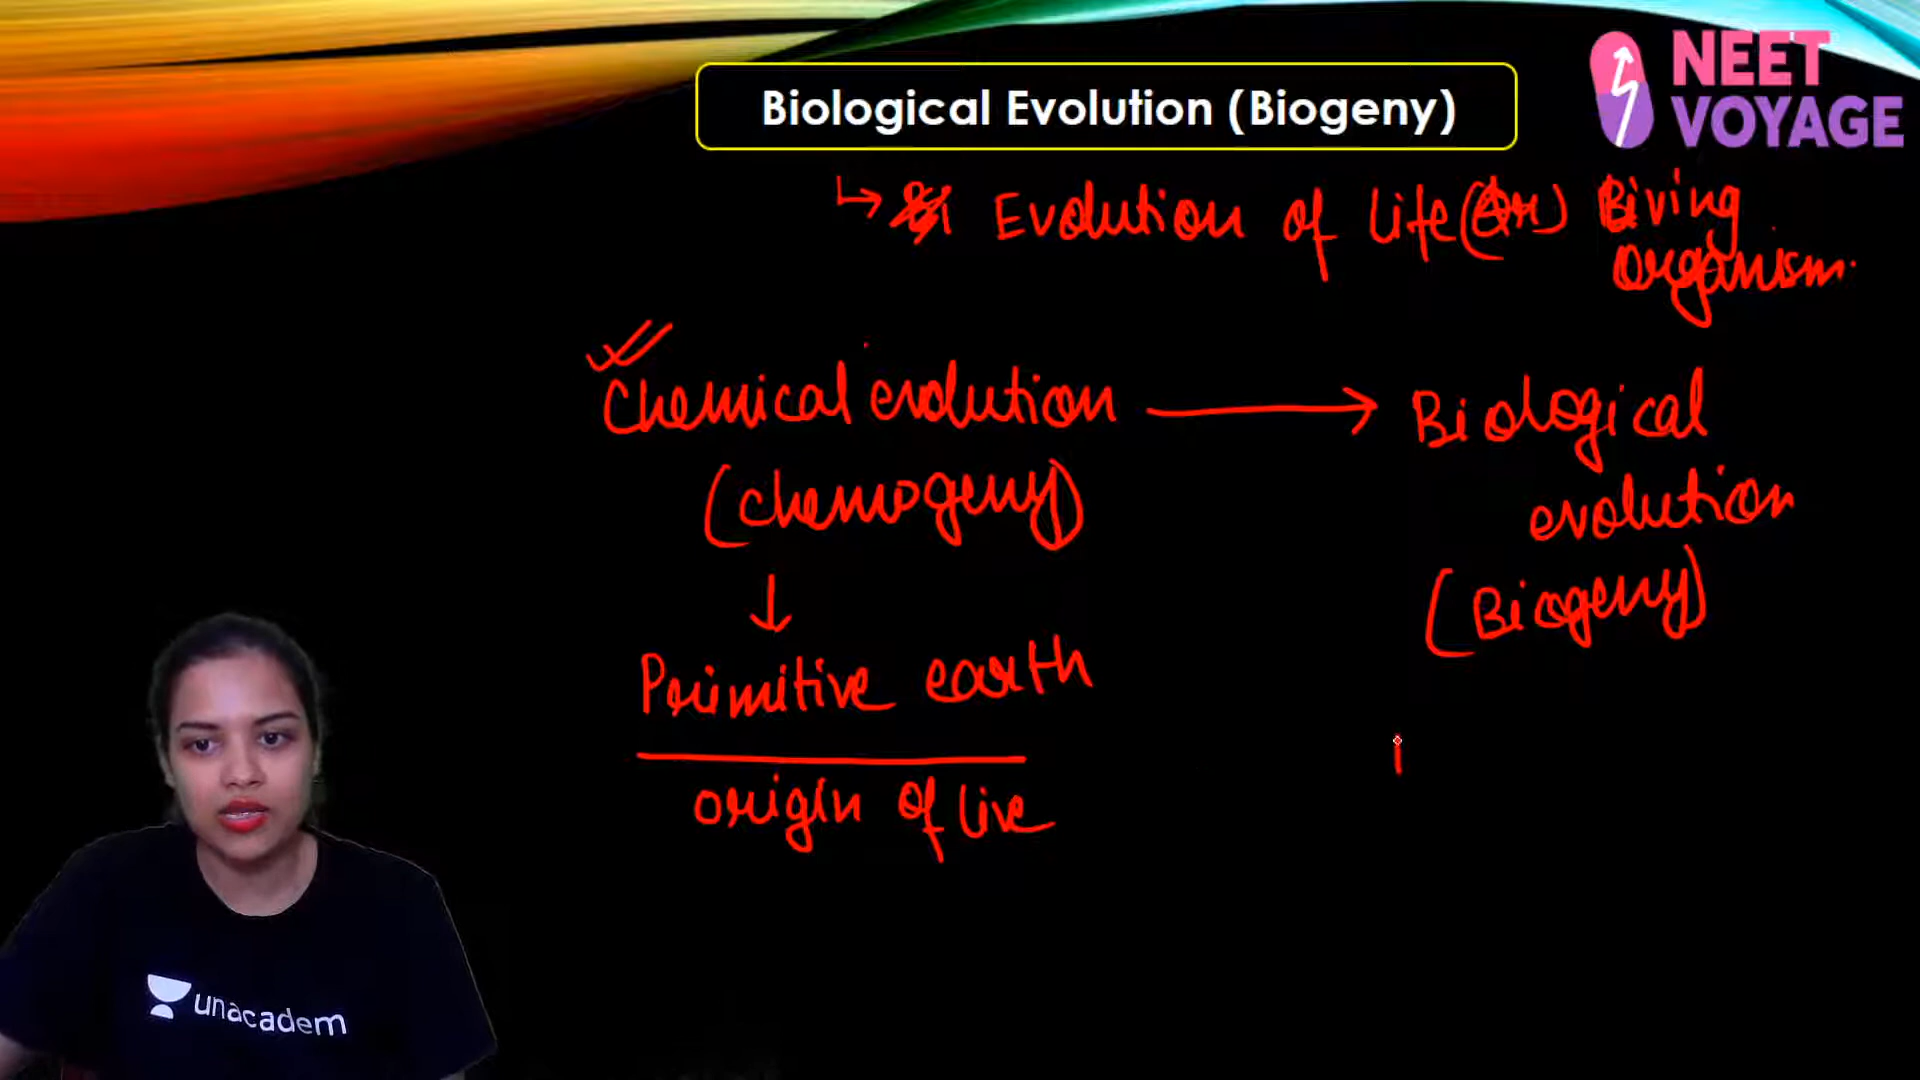 Biological Evolution (Biogeny)
NEET
VOYAGE
Evolution of Life (or) Living
Organism.
Chemical evolution
Biological
evolution
(chemogeny)
(Biogeny)
Primitive earth
origin of live
unacadem